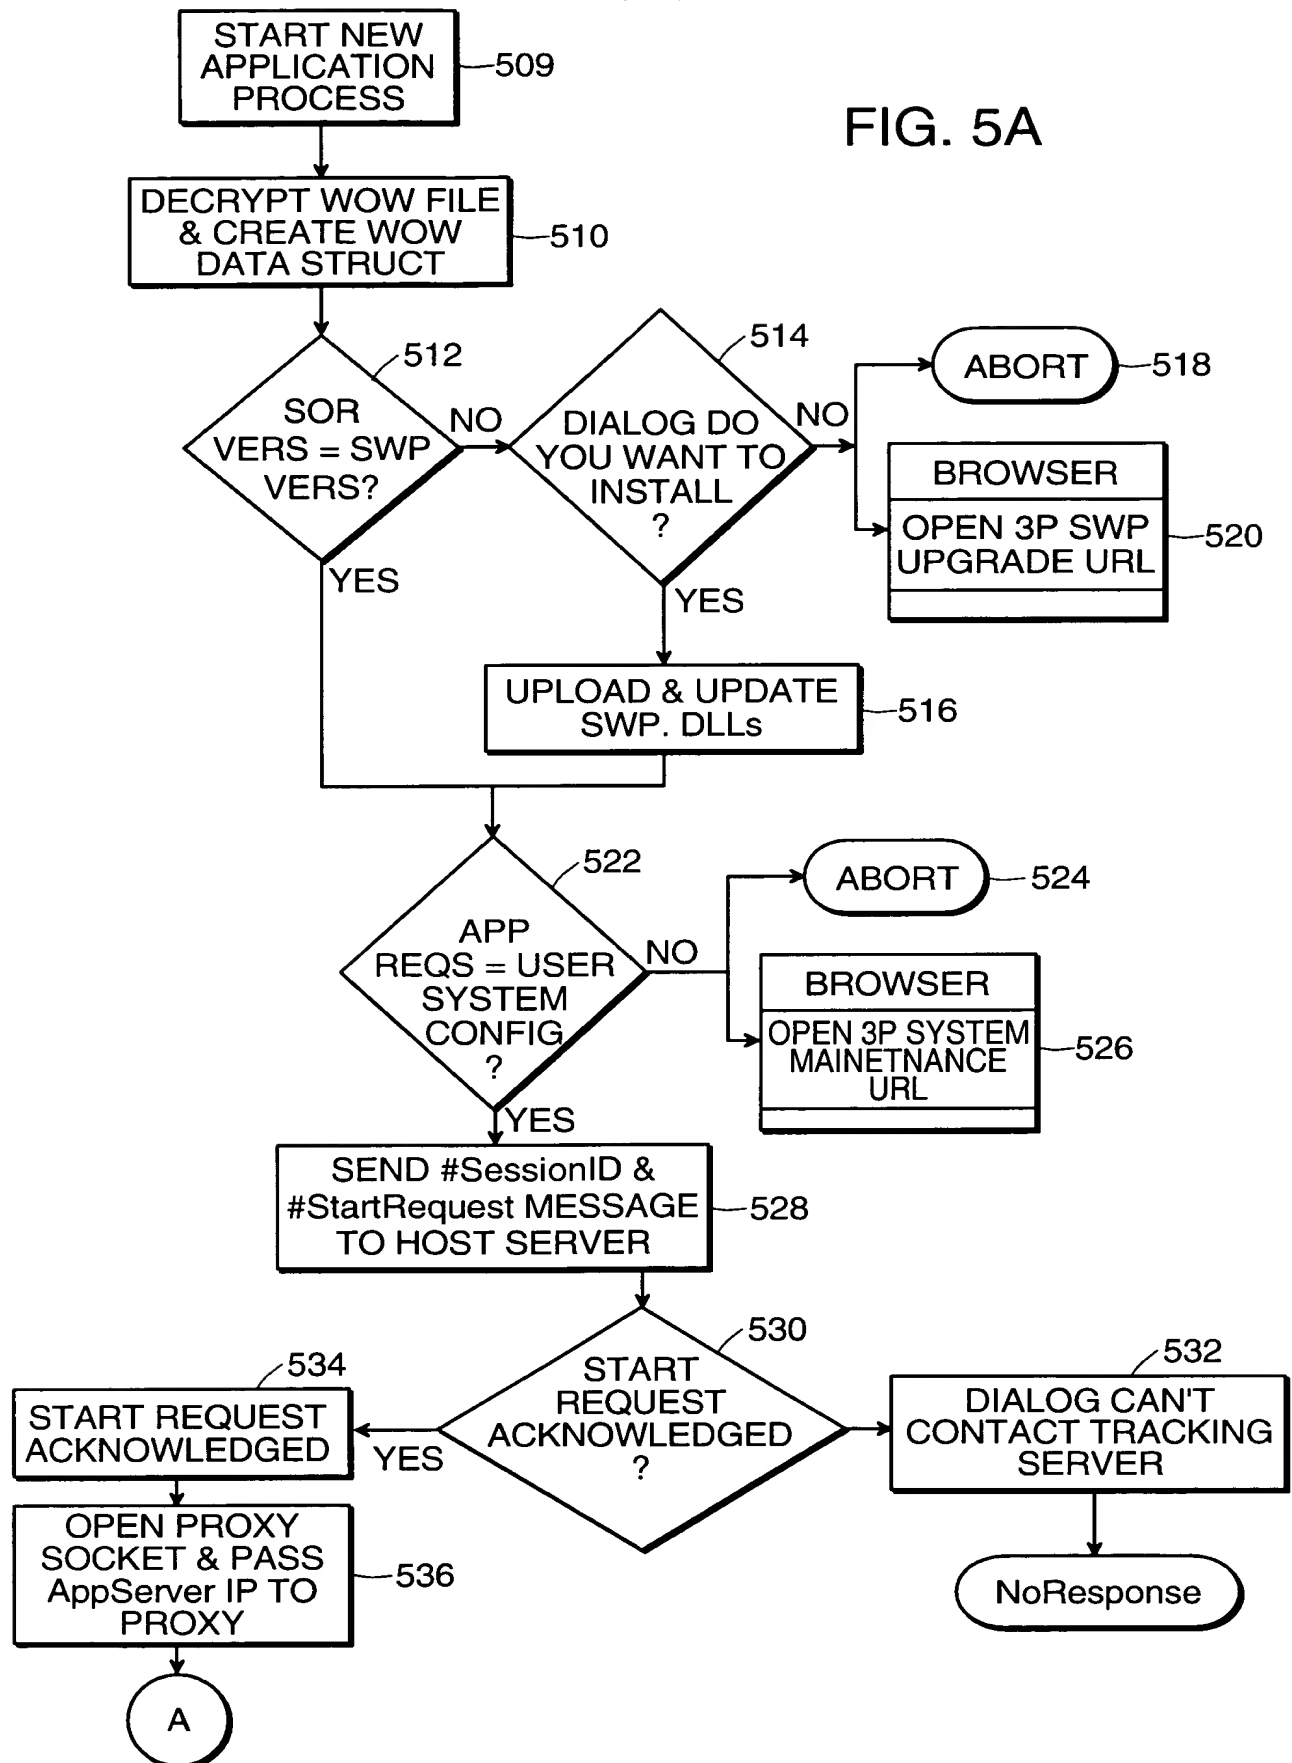 START NEW
APPLICATION
PROCESS
509
FIG. 5A
DECRYPT WOW FILE
& CREATE WOW
DATA STRUCT
510
512
SOR
VERS = SWP
VERS?
NO
YES
514
DIALOG DO
YOU WANT TO
INSTALL
?
NO
YES
ABORT
518
BROWSER
OPEN 3P SWP
UPGRADE URL
520
UPLOAD & UPDATE
SWP. DLLs
516
522
APP
REQS = USER
SYSTEM
CONFIG
?
NO
YES
ABORT
524
BROWSER
OPEN 3P SYSTEM
MAINETNANCE
URL
526
SEND #SessionID &
#StartRequest MESSAGE
TO HOST SERVER
528
530
START
REQUEST
ACKNOWLEDGED
?
YES
534
START REQUEST
ACKNOWLEDGED
532
DIALOG CAN'T
CONTACT TRACKING
SERVER
OPEN PROXY
SOCKET & PASS
AppServer IP TO
PROXY
536
NoResponse
A